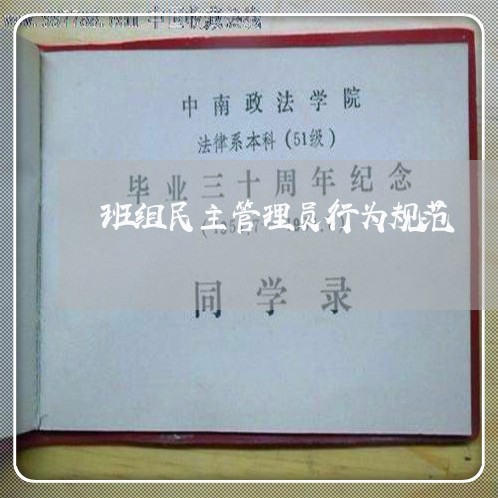 中南政法学院
法律系本科(51级)
毕业三十周年纪念
班组民主管理员行为规范
同学录